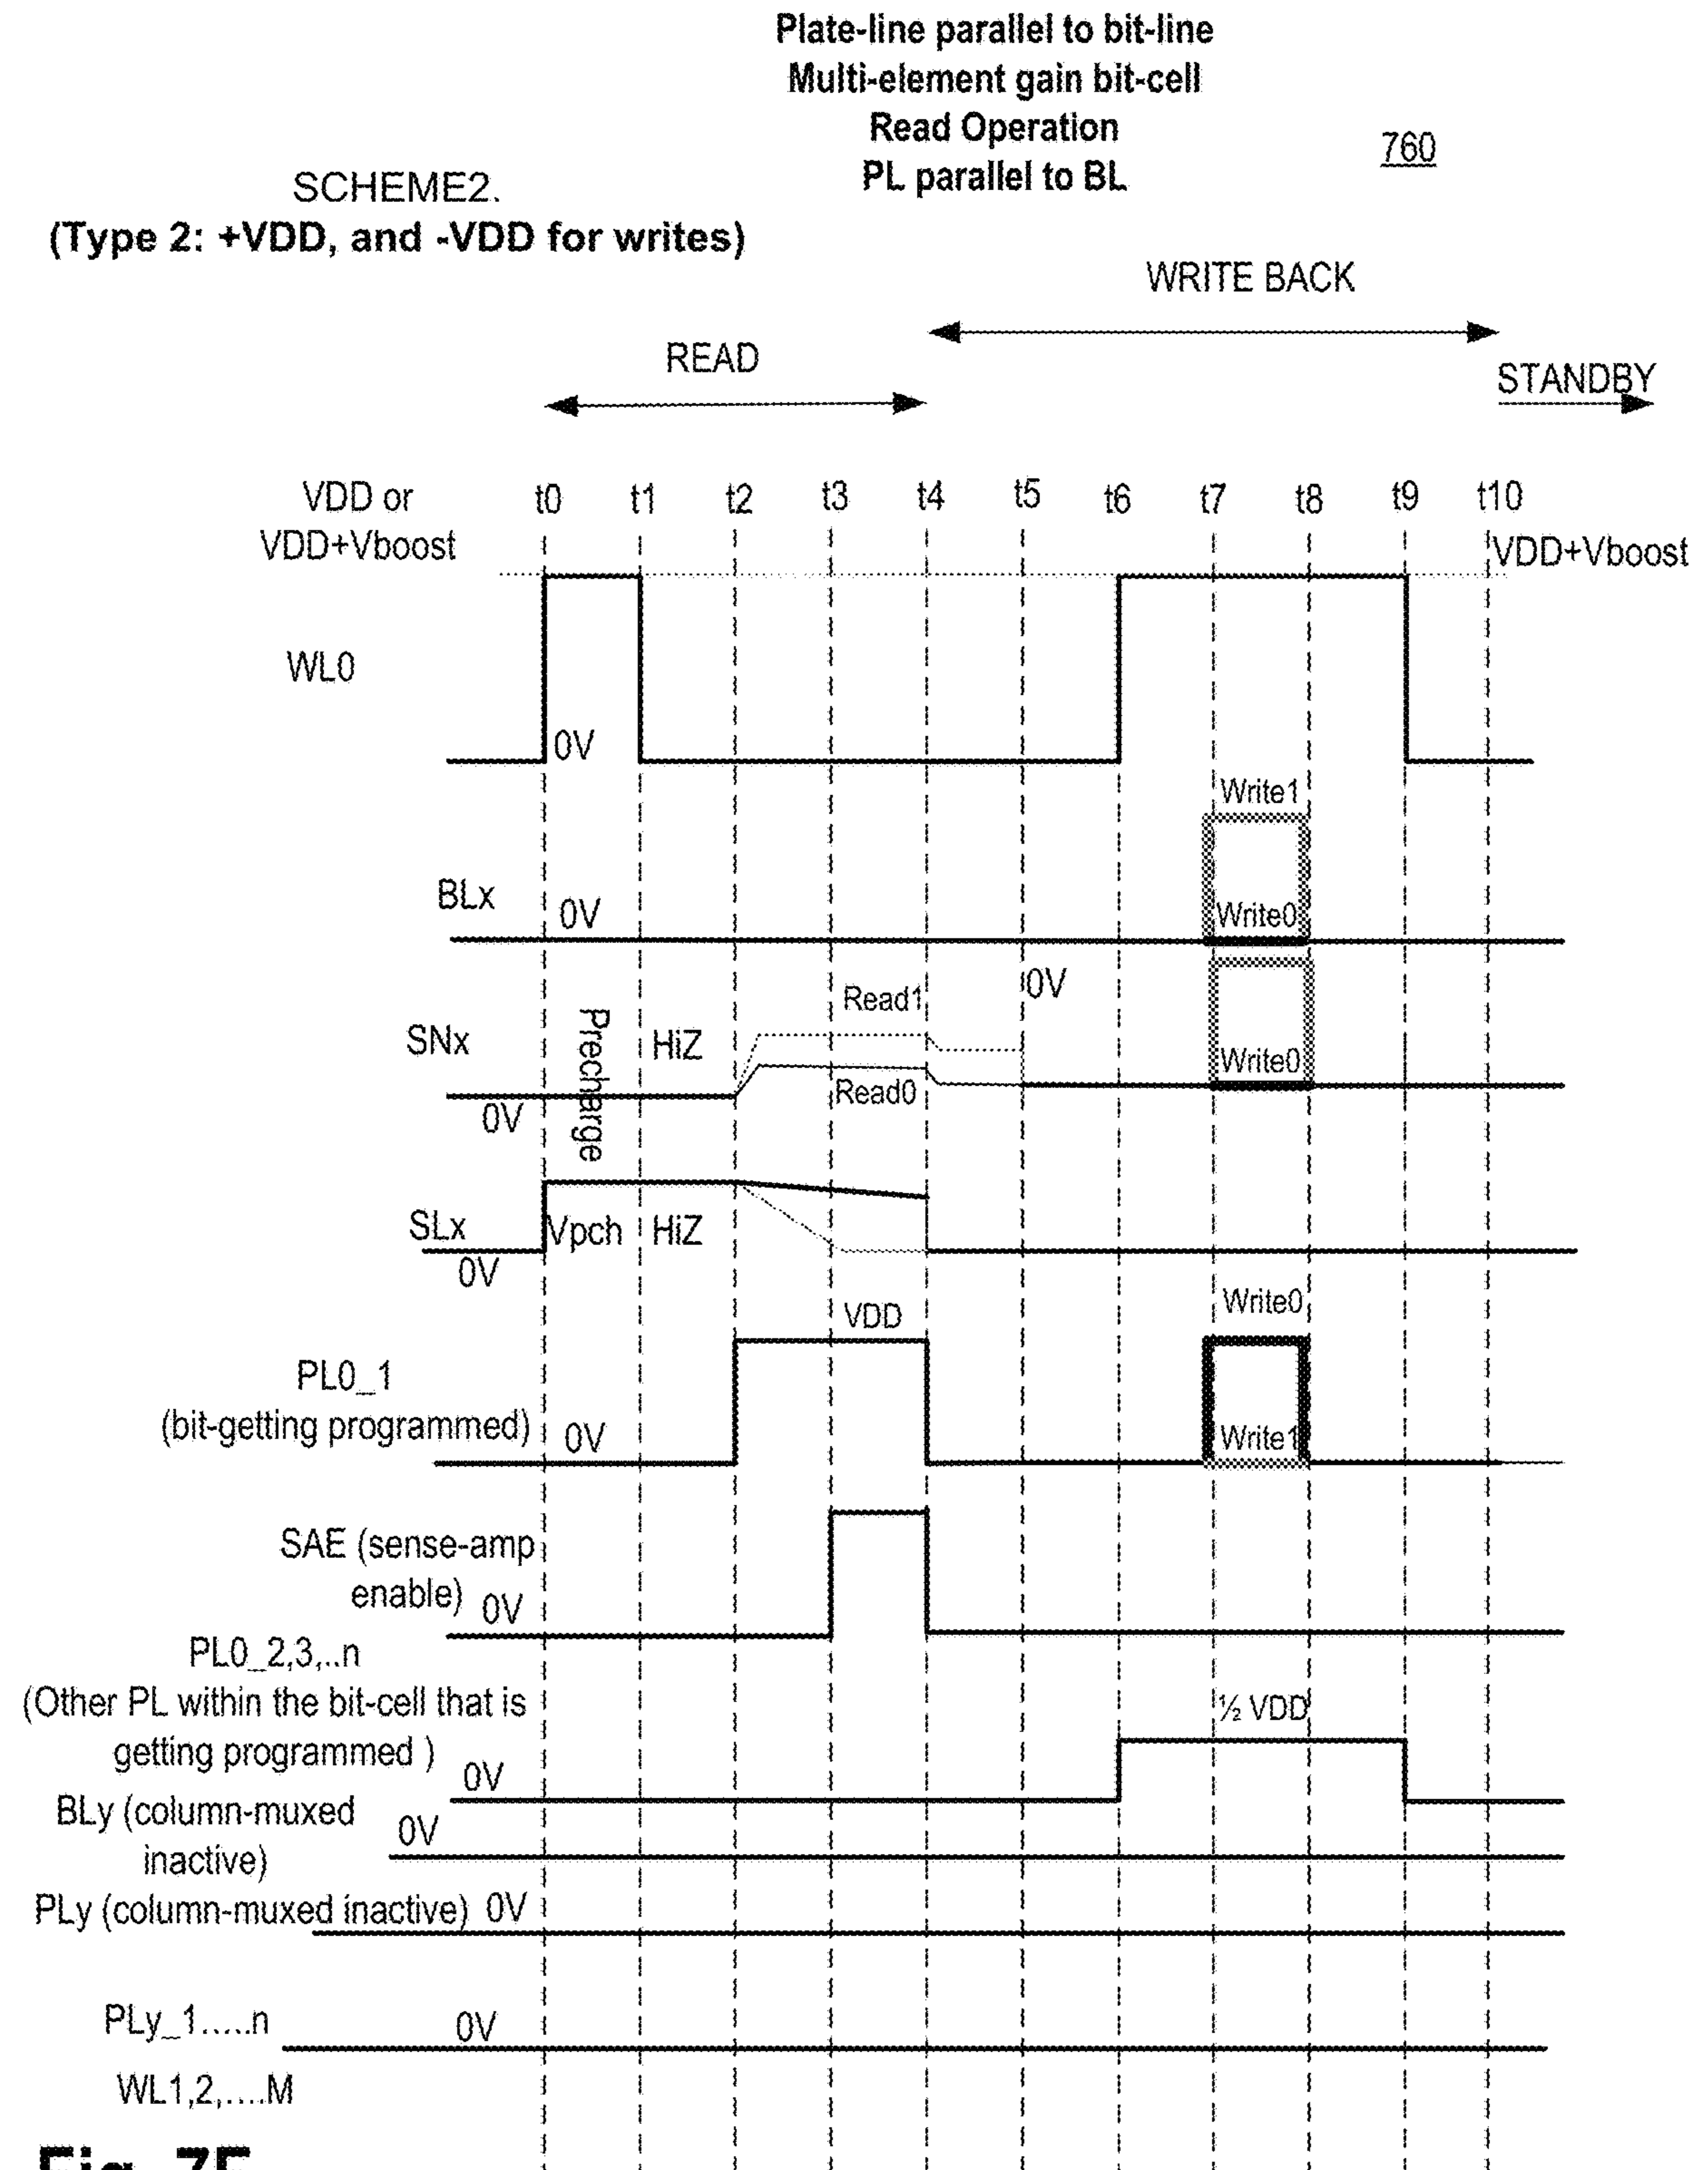 Plate-line parallel to bit-line
Multi-element gain bit-cell
Read Operation
PL parallel to BL
760
SCHEME2.
(Type 2: +VDD, and -VDD for writes)
WRITE BACK
READ
STANDBY
VDD or
VDD+Vboost
t0 t1 t2 t3 t4 t5 t6 t7 t8 t9 t10
VDD+Vboost
WL0
0V
Write1
BLx
0V
Write0
0V
Read1
SNx
Precharge
HiZ
Write0
Read0
0V
SLx
Vpch
HiZ
0V
Write0
VDD
PL0_1
(bit-getting programmed)
0V
Write1
SAE (sense-amp
enable)
0V
PL0_2,3,..n
(Other PL within the bit-cell that is
getting programmed )
½ VDD
0V
BLy (column-muxed
inactive)
0V
PLy (column-muxed inactive) 0V
PLy_1.....n
0V
WL1,2,....M